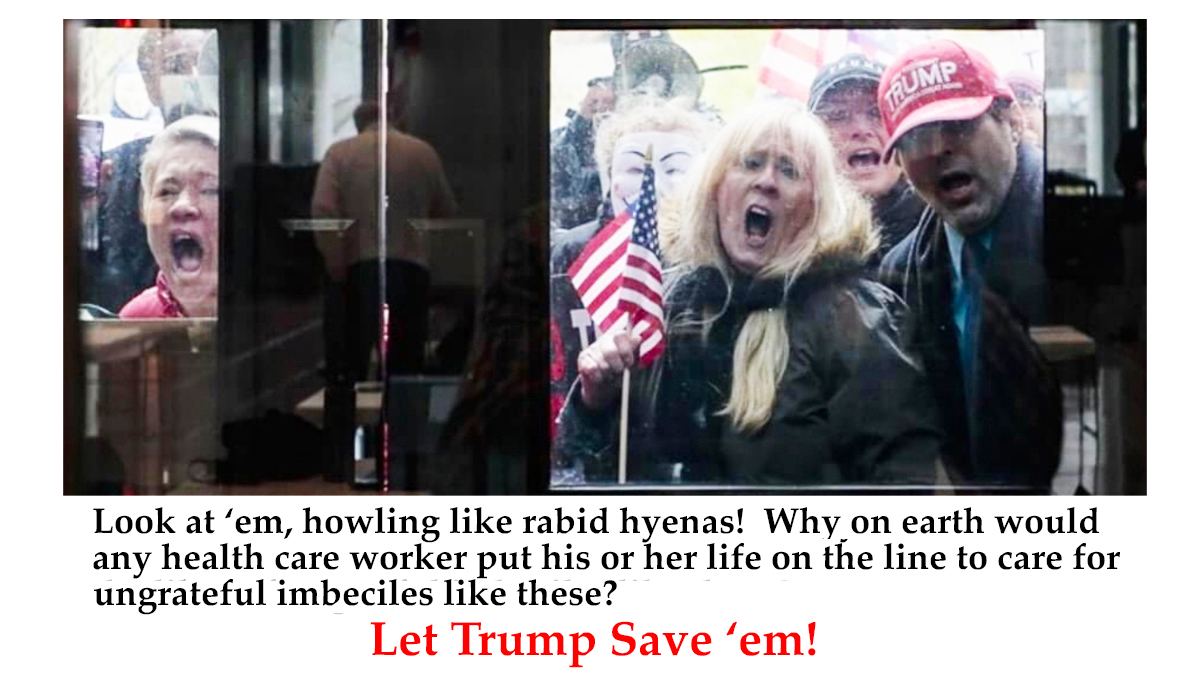 TRUMP
Look at ‘em, howling like rabid hyenas!  Why on earth would
any health care worker put his or her life on the line to care for
ungrateful imbeciles like these?
Let Trump Save ‘em!